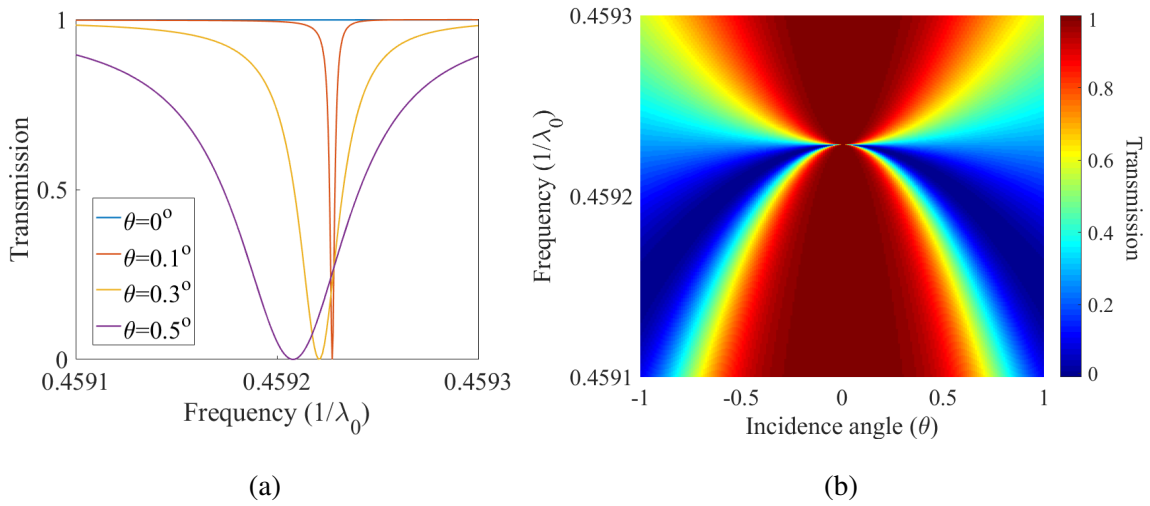 1
0.5
0
Transmission
θ=0°
θ=0.1°
θ=0.3°
θ=0.5°
0.4591
0.4592
0.4593
Frequency (1/λ₀)
(a)
0.4593
0.4592
0.4591
Frequency (1/λ₀)
-1
-0.5
0
0.5
1
Incidence angle (θ)
1
0.8
0.6
0.4
0.2
0
Transmission
(b)